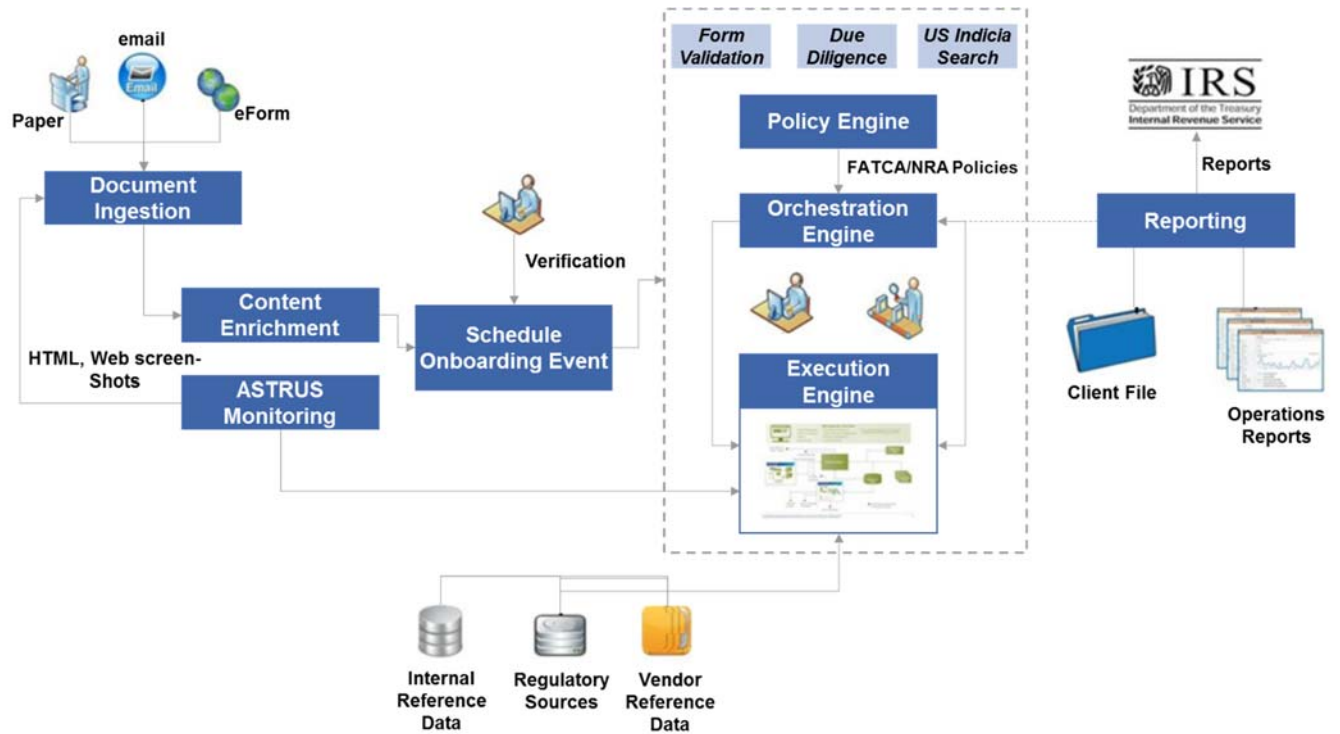 email
Email
Paper
eForm
Document
Ingestion
Content
Enrichment
HTML, Web screen-
Shots
ASTRUS
Monitoring
Verification
Schedule
Onboarding Event
Form
Validation
Due
Diligence
US Indicia
Search
Policy Engine
FATCA/NRA Policies
Orchestration
Engine
Execution
Engine
IRS
Department of the Treasury
Internal Revenue Service
Reports
Reporting
Client File
Operations
Reports
Internal
Reference
Data
Regulatory
Sources
Vendor
Reference
Data